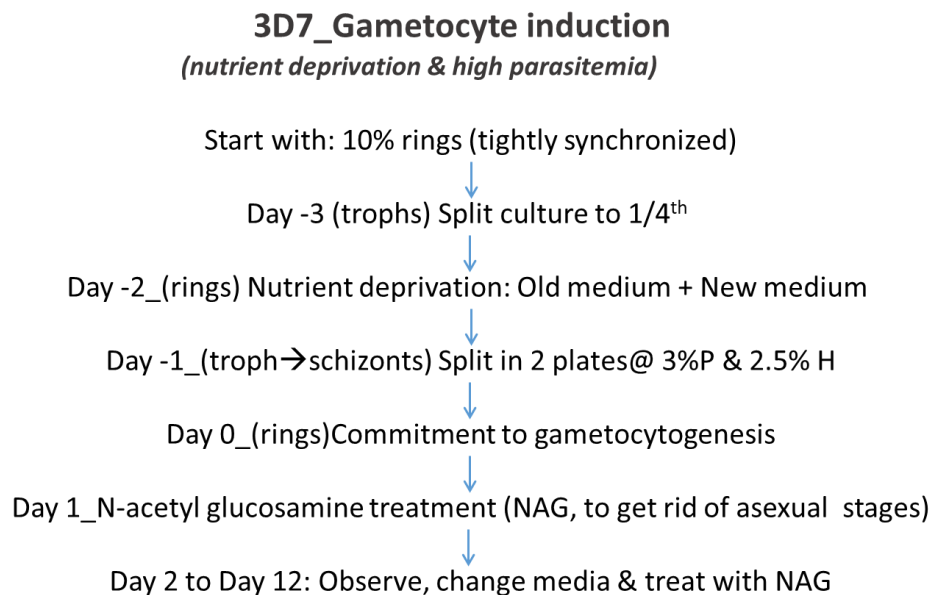 3D7_Gametocyte induction
(nutrient deprivation & high parasitemia)
Start with: 10% rings (tightly synchronized)
Day -3 (trophs) Split culture to 1/4th
Day -2_(rings) Nutrient deprivation: Old medium + New medium
Day -1_(troph→schizonts) Split in 2 plates@ 3%P & 2.5% H
Day 0_(rings)Commitment to gametocytogenesis
Day 1_N-acetyl glucosamine treatment (NAG, to get rid of asexual stages)
Day 2 to Day 12: Observe, change media & treat with NAG